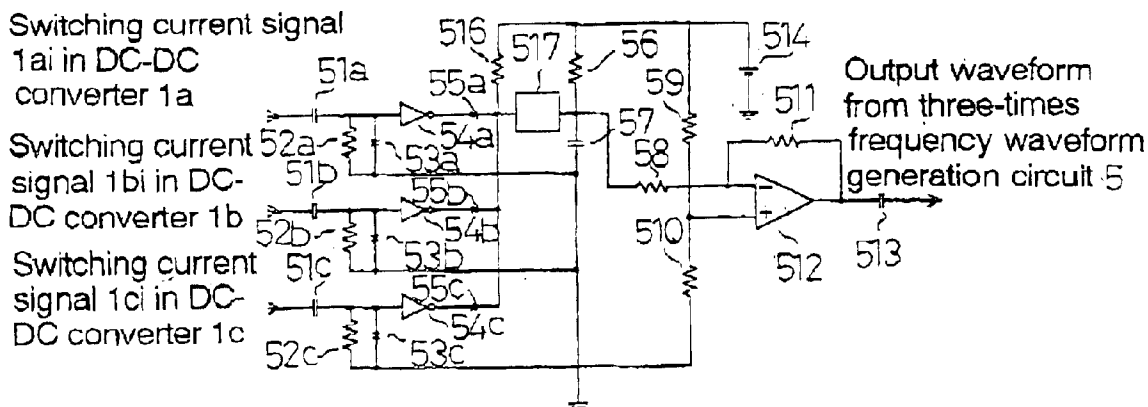 Switching current signal
1ai in DC-DC
converter 1a
51a
52a
53a
54a
55a
516
517
56
57
58
59
514
511
Switching current
signal 1bi in DC-
DC converter 1b
51b
52b
53b
54b
55b
510
512
513
Switching current
signal 1ci in DC-
DC converter 1c
51c
52c
53c
54c
55c
Output waveform
from three-times
frequency waveform
generation circuit 5